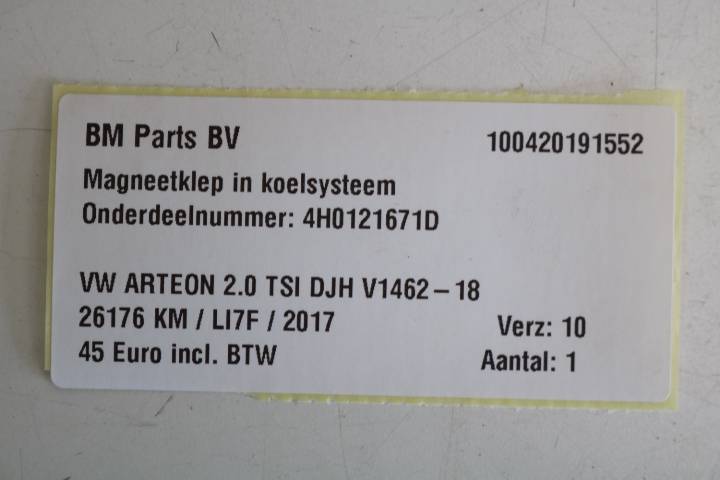 BM Parts BV 100420191552
Magneetklep in koelsysteem
Onderdeelnummer: 4H0121671D
VW ARTEON 2.0 TSI DJH V1462-18
26176 KM / LI7F / 2017 Verz: 10
45 Euro incl. BTW Aantal: 1